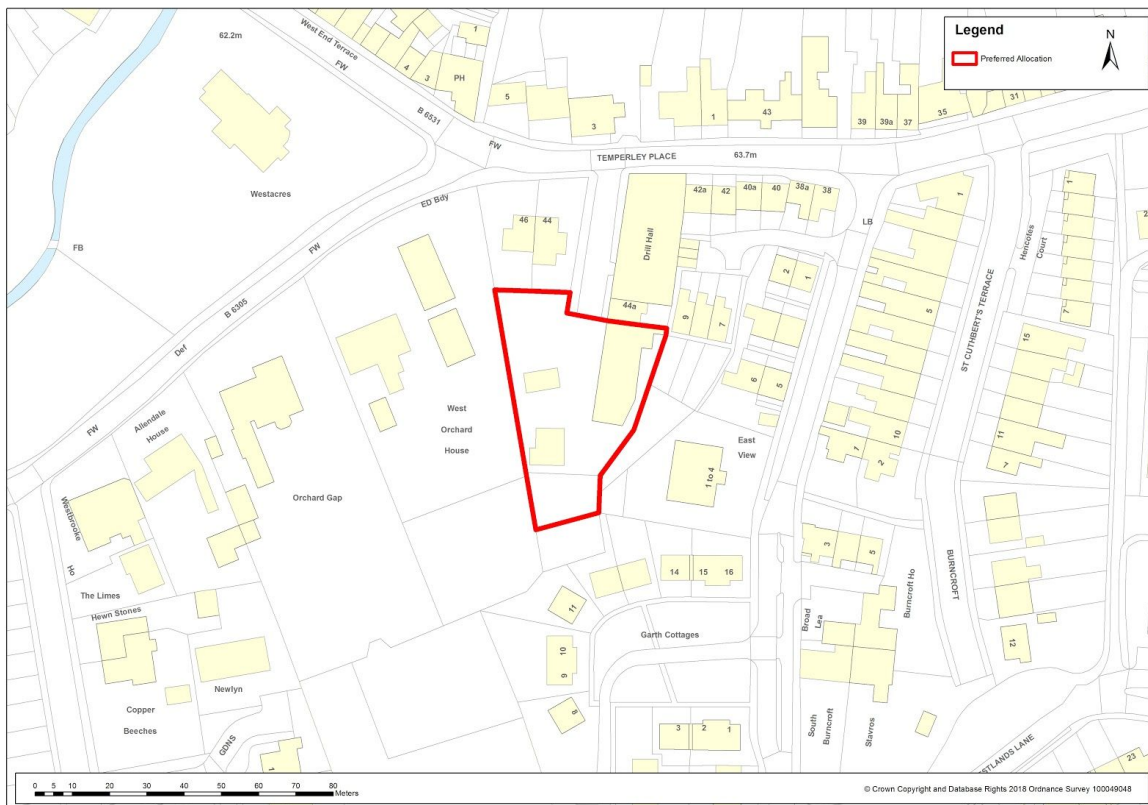 Legend
Preferred Allocation
N
62.2m
West End Terrace
FW
1
4
3
PH
5
3
B 6531
FW
1
43
39
39a
37
35
31
TEMPERLEY PLACE
63.7m
Westacres
ED Bdy
46
44
42a
42
40a
40
38a
38
LB
1
Drill Hall
2
1
Hencotes
Court
1
2
FB
FW
B 6305
Def
FW
44a
9
7
5
ST CUTHBERT'S TERRACE
7
15
6
5
Allendale
House
West
Orchard
House
East
View
1 to 4
7
10
2
11
7
Orchard Gap
Westbrooke
Ho
The Limes
Hewn Stones
3
5
BURNCROFT
14
15
16
11
Garth Cottages
Broad
Lea
Burncroft Ho
12
10
9
Newlyn
Copper
Beeches
8
3
2
1
South
Burncroft
Stavros
GDNS
1
STLANDS LANE
23
0 5 10 20 30 40 50 60 70 80
Meters
© Crown Copyright and Database Rights 2018 Ordnance Survey 100049048